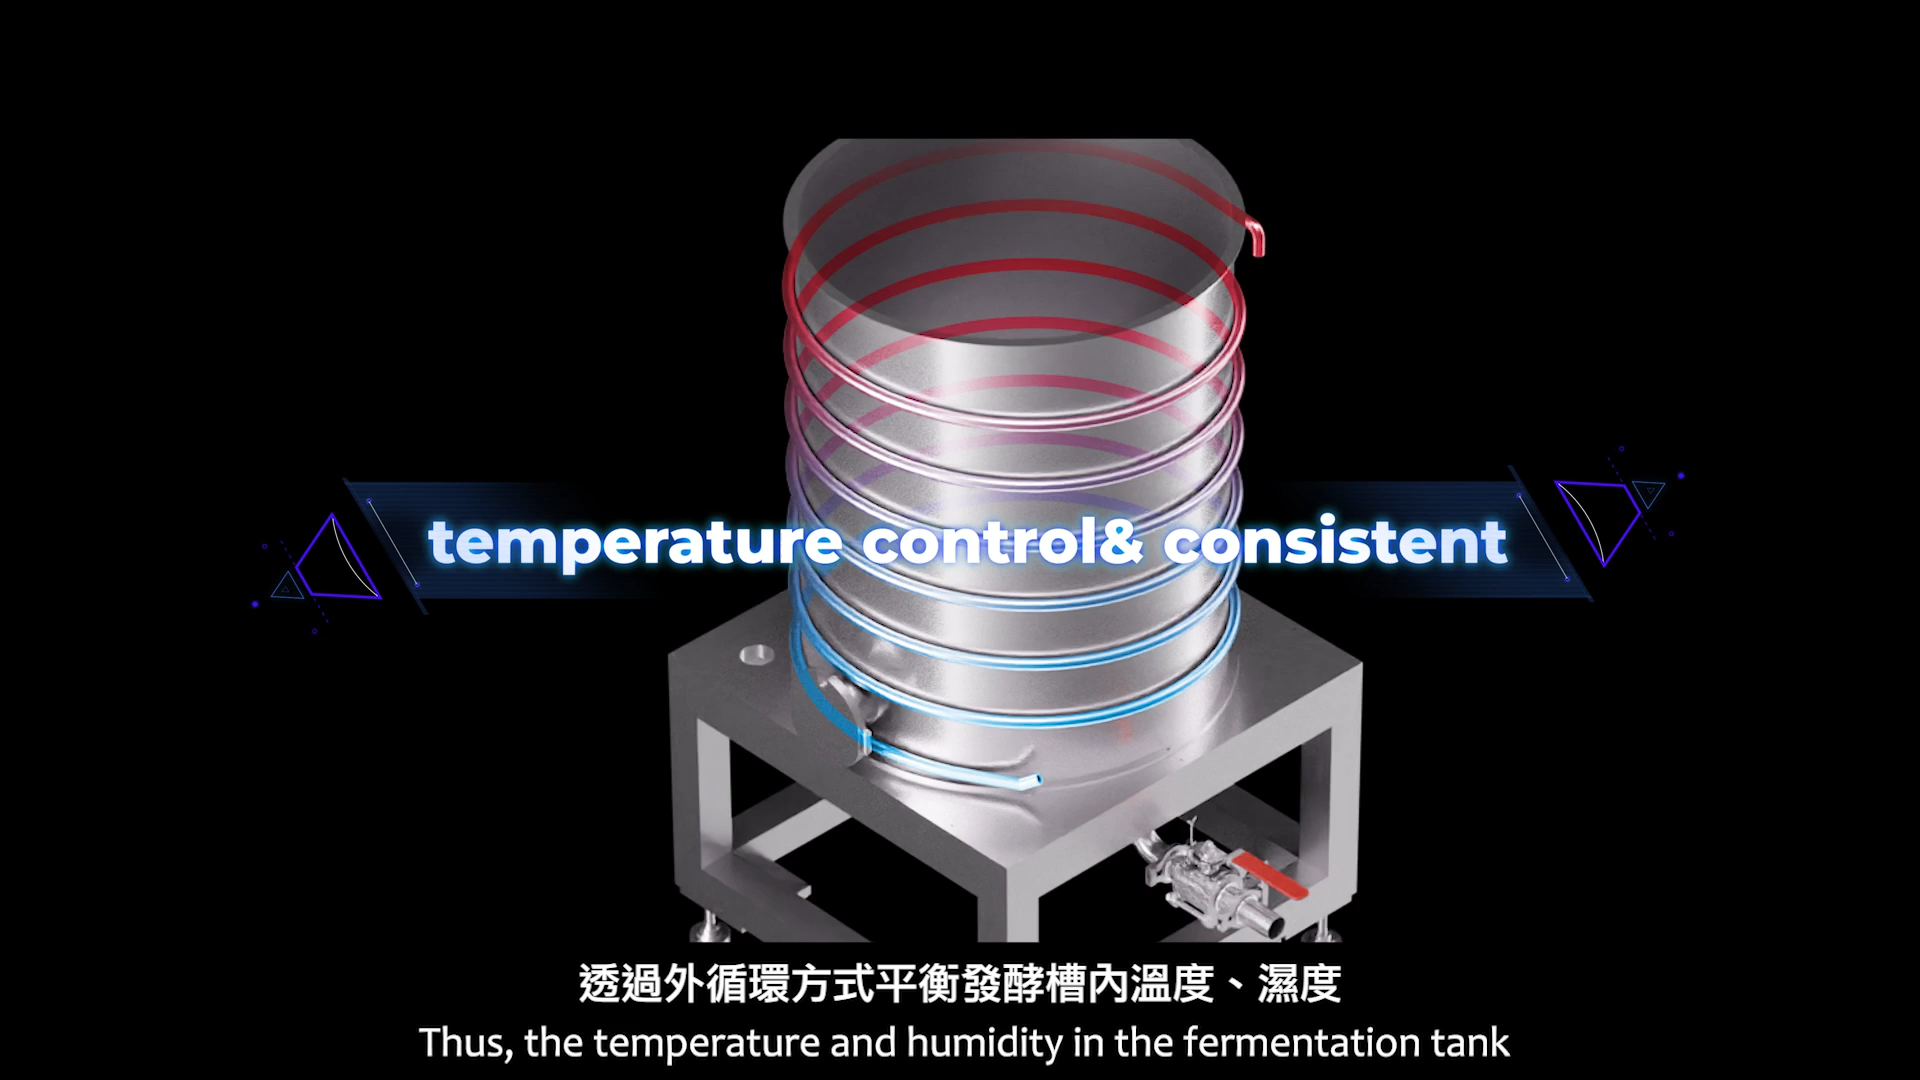 temperature control& consistent
透過外循環方式平衡發酵槽內溫度、濕度
Thus, the temperature and humidity in the fermentation tank